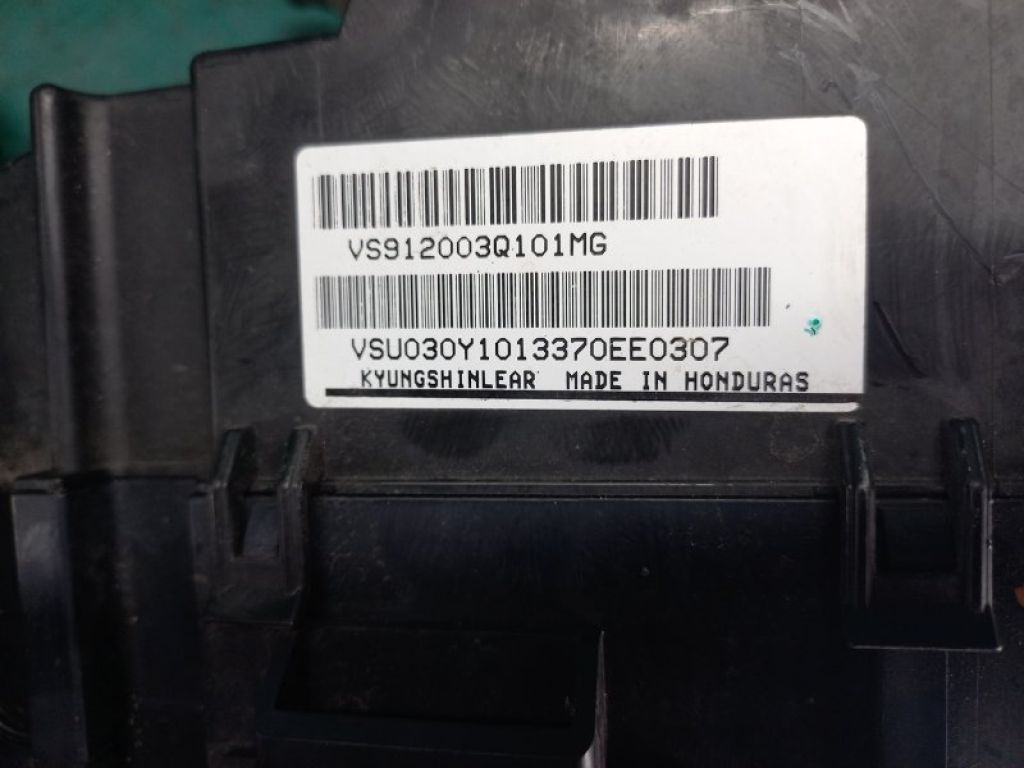 VS912003Q101MG
VSU030Y1013370EE0307
KYUNGSHINLEAR MADE IN HONDURAS